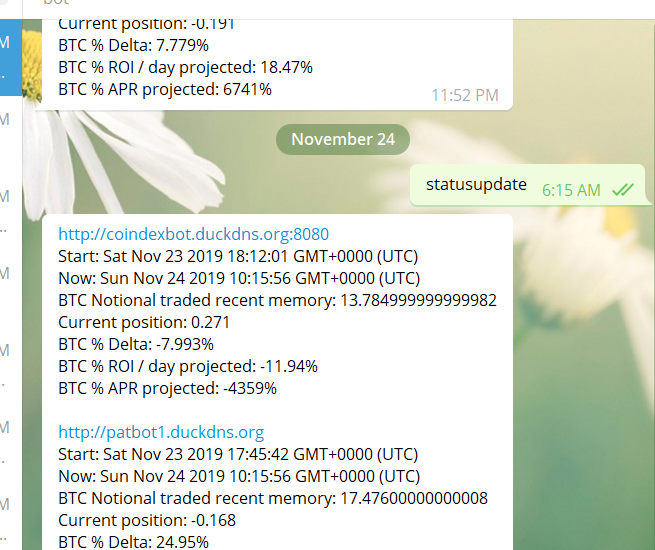 Current position: -0.191
BTC % Delta: 7.779%
BTC % ROI / day projected: 18.47%
BTC % APR projected: 6741%
11:52 PM
November 24
statusupdate 6:15 AM
http://coindexbot.duckdns.org:8080
Start: Sat Nov 23 2019 18:12:01 GMT+0000 (UTC)
Now: Sun Nov 24 2019 10:15:56 GMT+0000 (UTC)
BTC Notional traded recent memory: 13.784999999999982
Current position: 0.271
BTC % Delta: -7.993%
BTC % ROI / day projected: -11.94%
BTC % APR projected: -4359%
http://patbot1.duckdns.org
Start: Sat Nov 23 2019 17:45:42 GMT+0000 (UTC)
Now: Sun Nov 24 2019 10:15:56 GMT+0000 (UTC)
BTC Notional traded recent memory: 17.47600000000008
Current position: -0.168
BTC % Delta: 24.95%